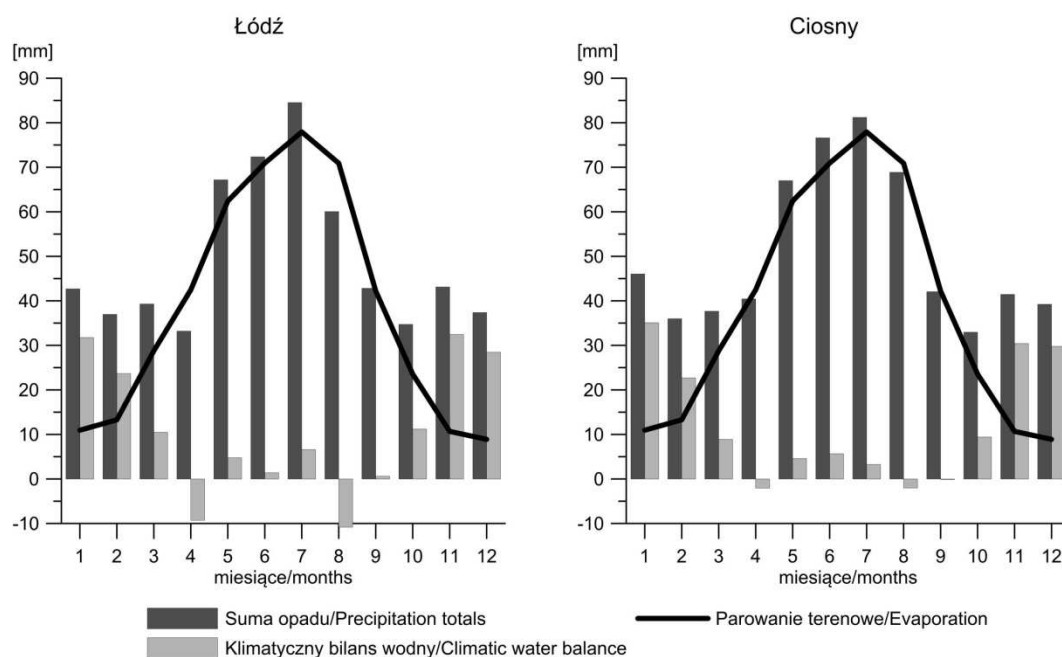 Łódź
[mm]
90
80
70
60
50
40
30
20
10
0
-10
1 2 3 4 5 6 7 8 9 10 11 12
miesiące/months
Ciosny
[mm]
90
80
70
60
50
40
30
20
10
0
-10
1 2 3 4 5 6 7 8 9 10 11 12
miesiące/months
Suma opadu/Precipitation totals
Parowanie terenowe/Evaporation
Klimatyczny bilans wodny/Climatic water balance